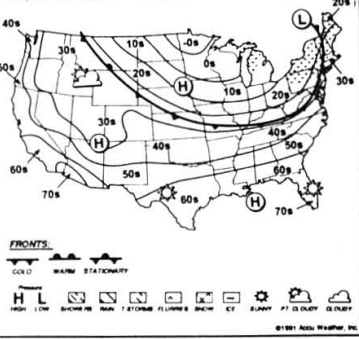 20s
40s
L
10s
-0s
30s
0s
30s
20s
50s
H
10s
20s
30s
40s
H
40s
50s
60s
50s
60s
70s
60s
H
70s
FRONTS:
COLD WARM STATIONARY
Pressure
H L
HIGH LOW SHOWERS RAIN T STORMS FLURRIES SNOW ICE SUNNY PT CLOUDY CLOUDY
©1991 Accu Weather, Inc.